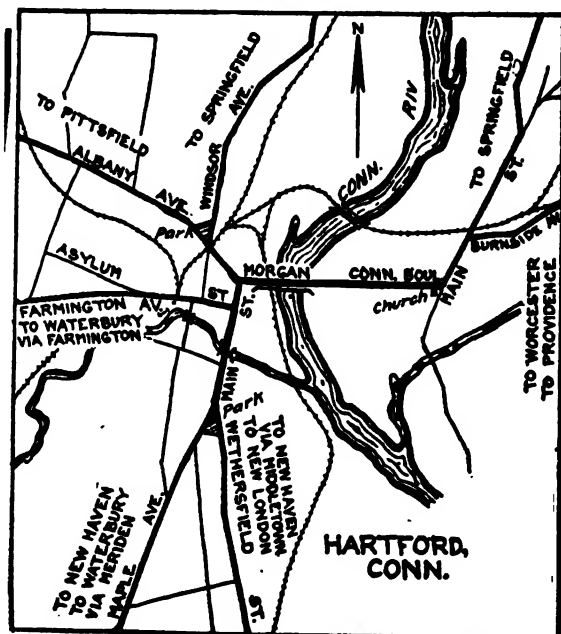 N
TO SPRINGFIELD
AVE.
WINDSOR
TO PITTSFIELD
ALBANY
AVE.
Park
CONN.
RIV
TO SPRINGFIELD
ST.
MAIN
BURNSIDE
ASYLUM
ST
MORGAN
ST.
CONN. BOUL
Church
FARMINGTON AV.
TO WATERBURY
VIA FARMINGTON
TO WORCESTER
TO PROVIDENCE
MAIN
Park
TO NEW HAVEN
VIA MIDDLETOWN
TO NEW LONDON
WETHERSFIELD
ST.
TO NEW HAVEN
TO WATERBURY
VIA MERIDEN
MAPLE
AVE.
HARTFORD,
CONN.